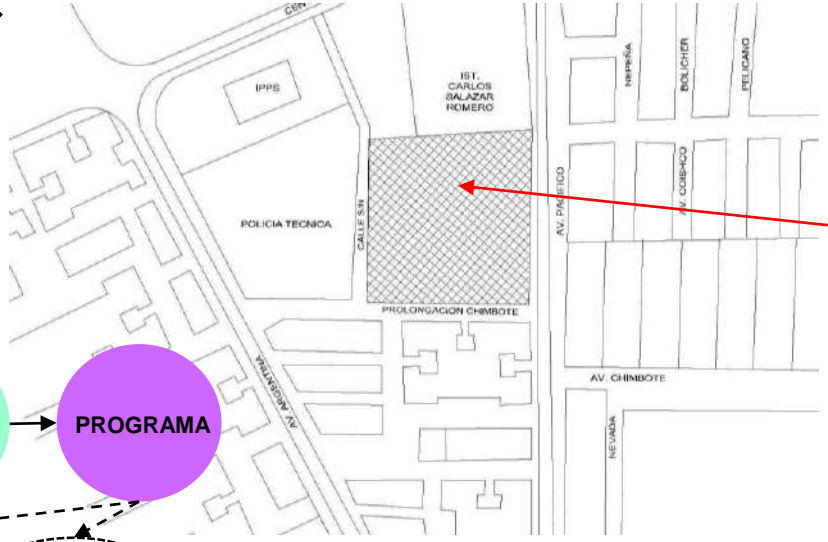 CEN
IPPS
IST.
CARLOS
SALAZAR
ROMERO
NEPEÑA
BOLICHER
PELICANO
POLICIA TECNICA
CALLE S/N
AV. PACIFICO
AV. COISHCO
PROLONGACION CHIMBOTE
AV. ARGENTINA
AV. CHIMBOTE
NEVADA
PROGRAMA